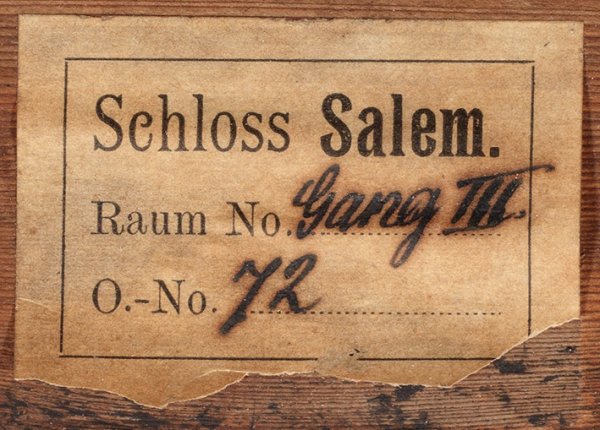 Schloss Salem.
Raum No. Gang III.
O.-No. 72